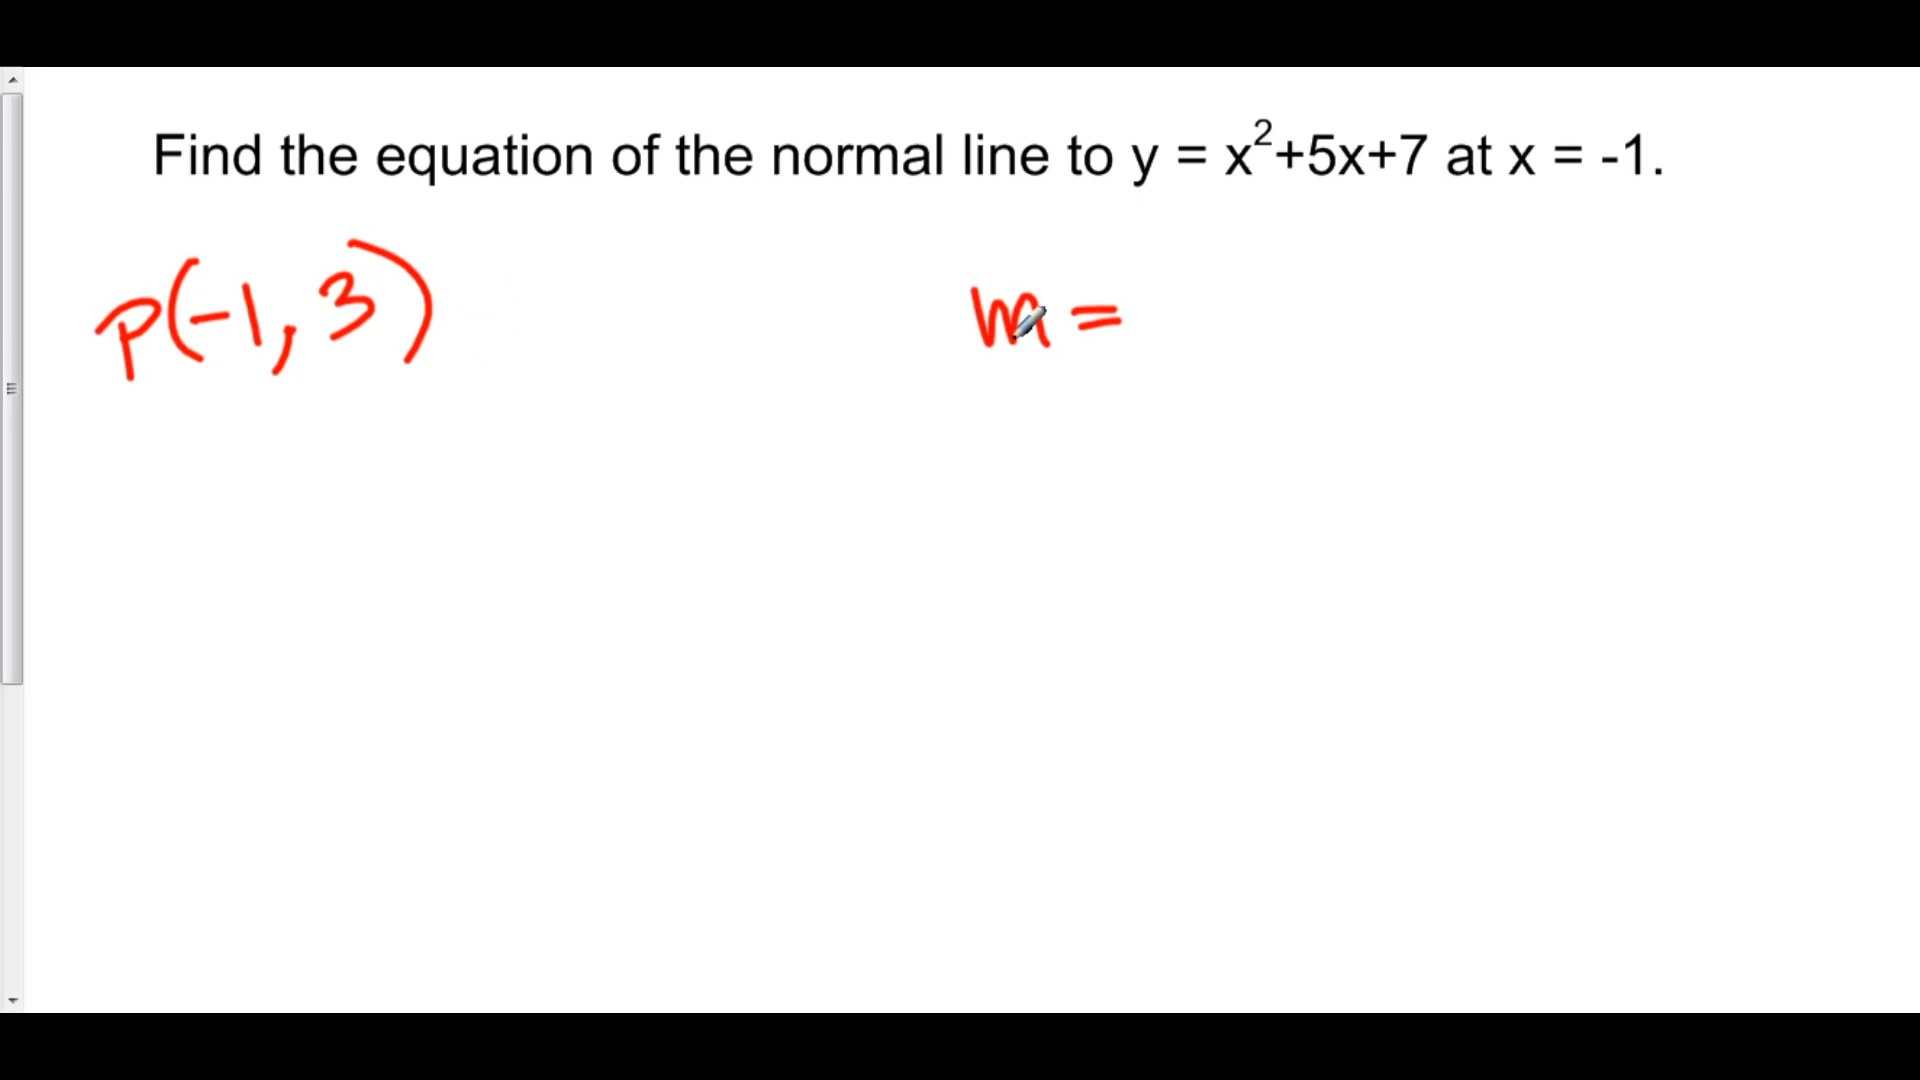 Find the equation of the normal line to y = x²+5x+7 at x = -1.
P(-1, 3)
m =